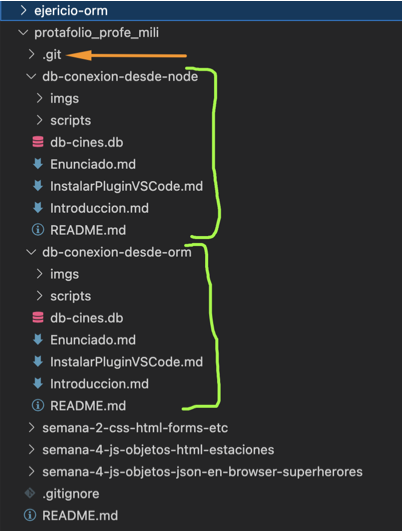 ejericio-orm
protafolio_profe_mili
.git
db-conexion-desde-node
imgs
scripts
db-cines.db
Enunciado.md
InstalarPluginVSCode.md
Introduccion.md
README.md
db-conexion-desde-orm
imgs
scripts
db-cines.db
Enunciado.md
InstalarPluginVSCode.md
Introduccion.md
README.md
semana-2-css-html-forms-etc
semana-4-js-objetos-html-estaciones
semana-4-js-objetos-json-en-browser-superherores
.gitignore
README.md